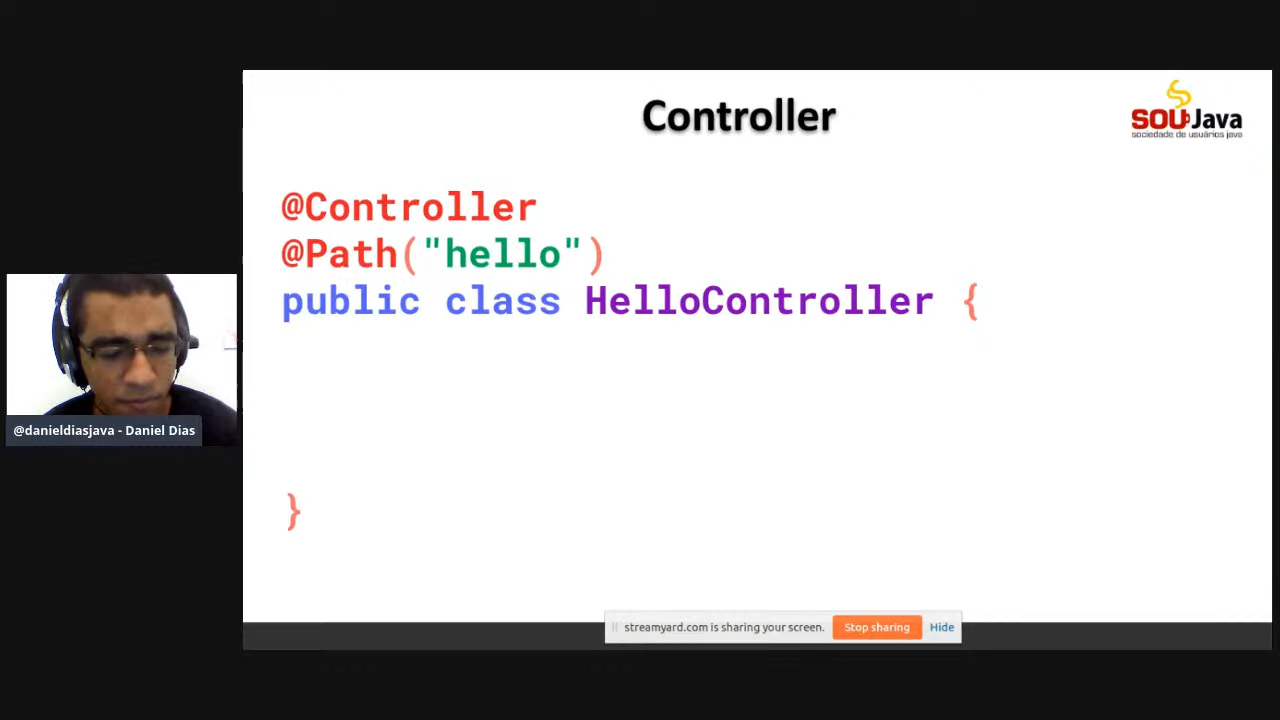 Controller
SOUJava
sociedade de usuários java
@Controller
@Path("hello")
public class HelloController {
}
@danieldiasjava - Daniel Dias
streamyard.com is sharing your screen.
Stop sharing
Hide